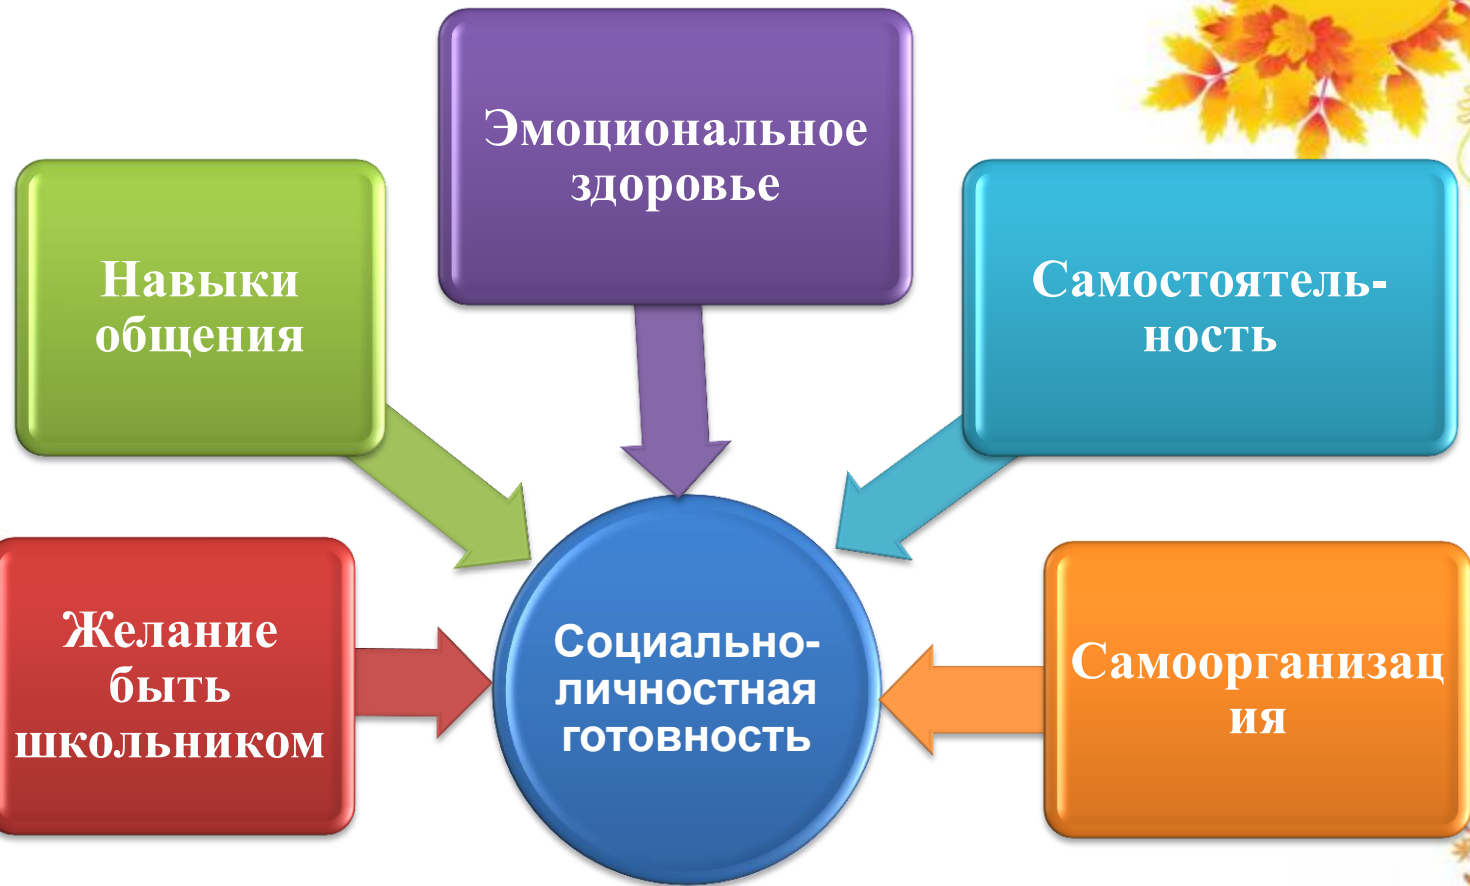 Эмоциональное
здоровье
Навыки
общения
Самостоятель-
ность
Желание
быть
школьником
Социально-
личностная
готовность
Самоорганизац
ия